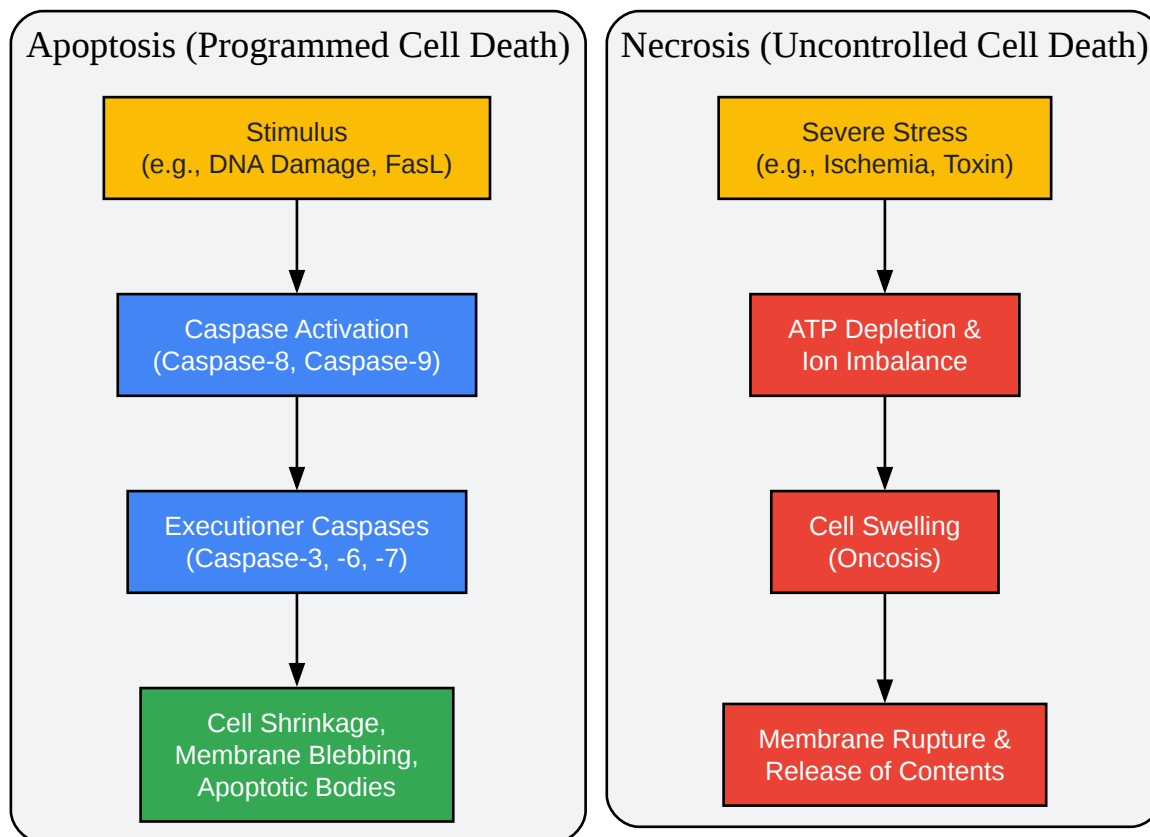 Apoptosis (Programmed Cell Death)
Stimulus
(e.g., DNA Damage, FasL)
Caspase Activation
(Caspase-8, Caspase-9)
Executioner Caspases
(Caspase-3, -6, -7)
Cell Shrinkage,
Membrane Blebbing,
Apoptotic Bodies
Necrosis (Uncontrolled Cell Death)
Severe Stress
(e.g., Ischemia, Toxin)
ATP Depletion &
Ion Imbalance
Cell Swelling
(Oncosis)
Membrane Rupture &
Release of Contents